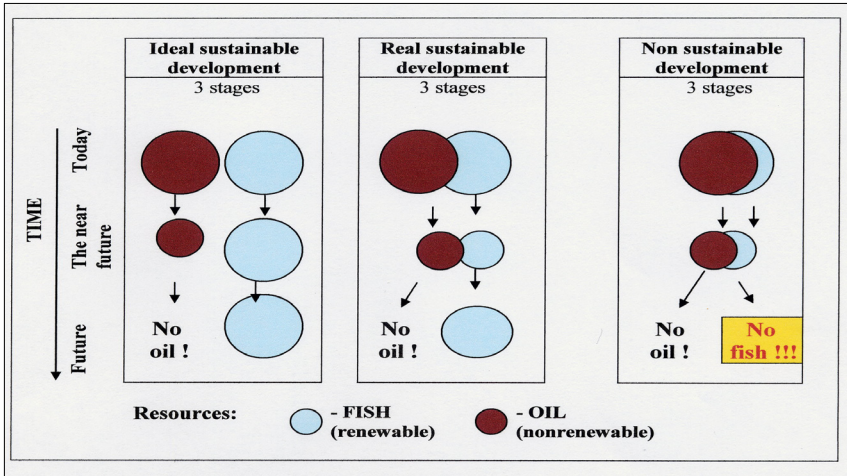 Ideal sustainable
development
3 stages
Real sustainable
development
3 stages
Non sustainable
development
3 stages
TIME
Today
The near
future
Future
No
oil !
No
oil !
No
oil !
No
fish !!!
Resources:
- FISH
(renewable)
- OIL
(nonrenewable)